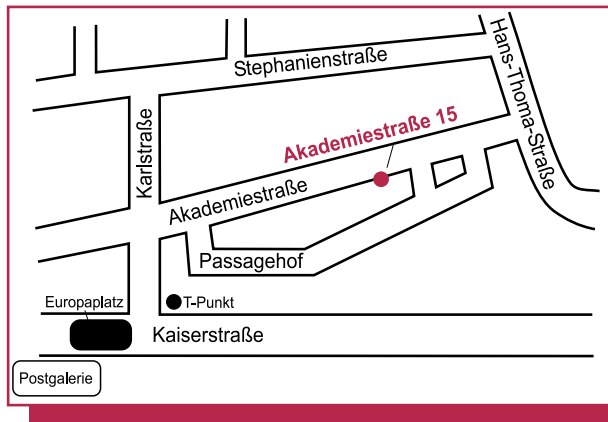 Hans-Thoma-Straße
Stephanienstraße
Karlstraße
Akademiestraße 15
Akademiestraße
Passagehof
Europaplatz
T-Punkt
Kaiserstraße
Postgalerie